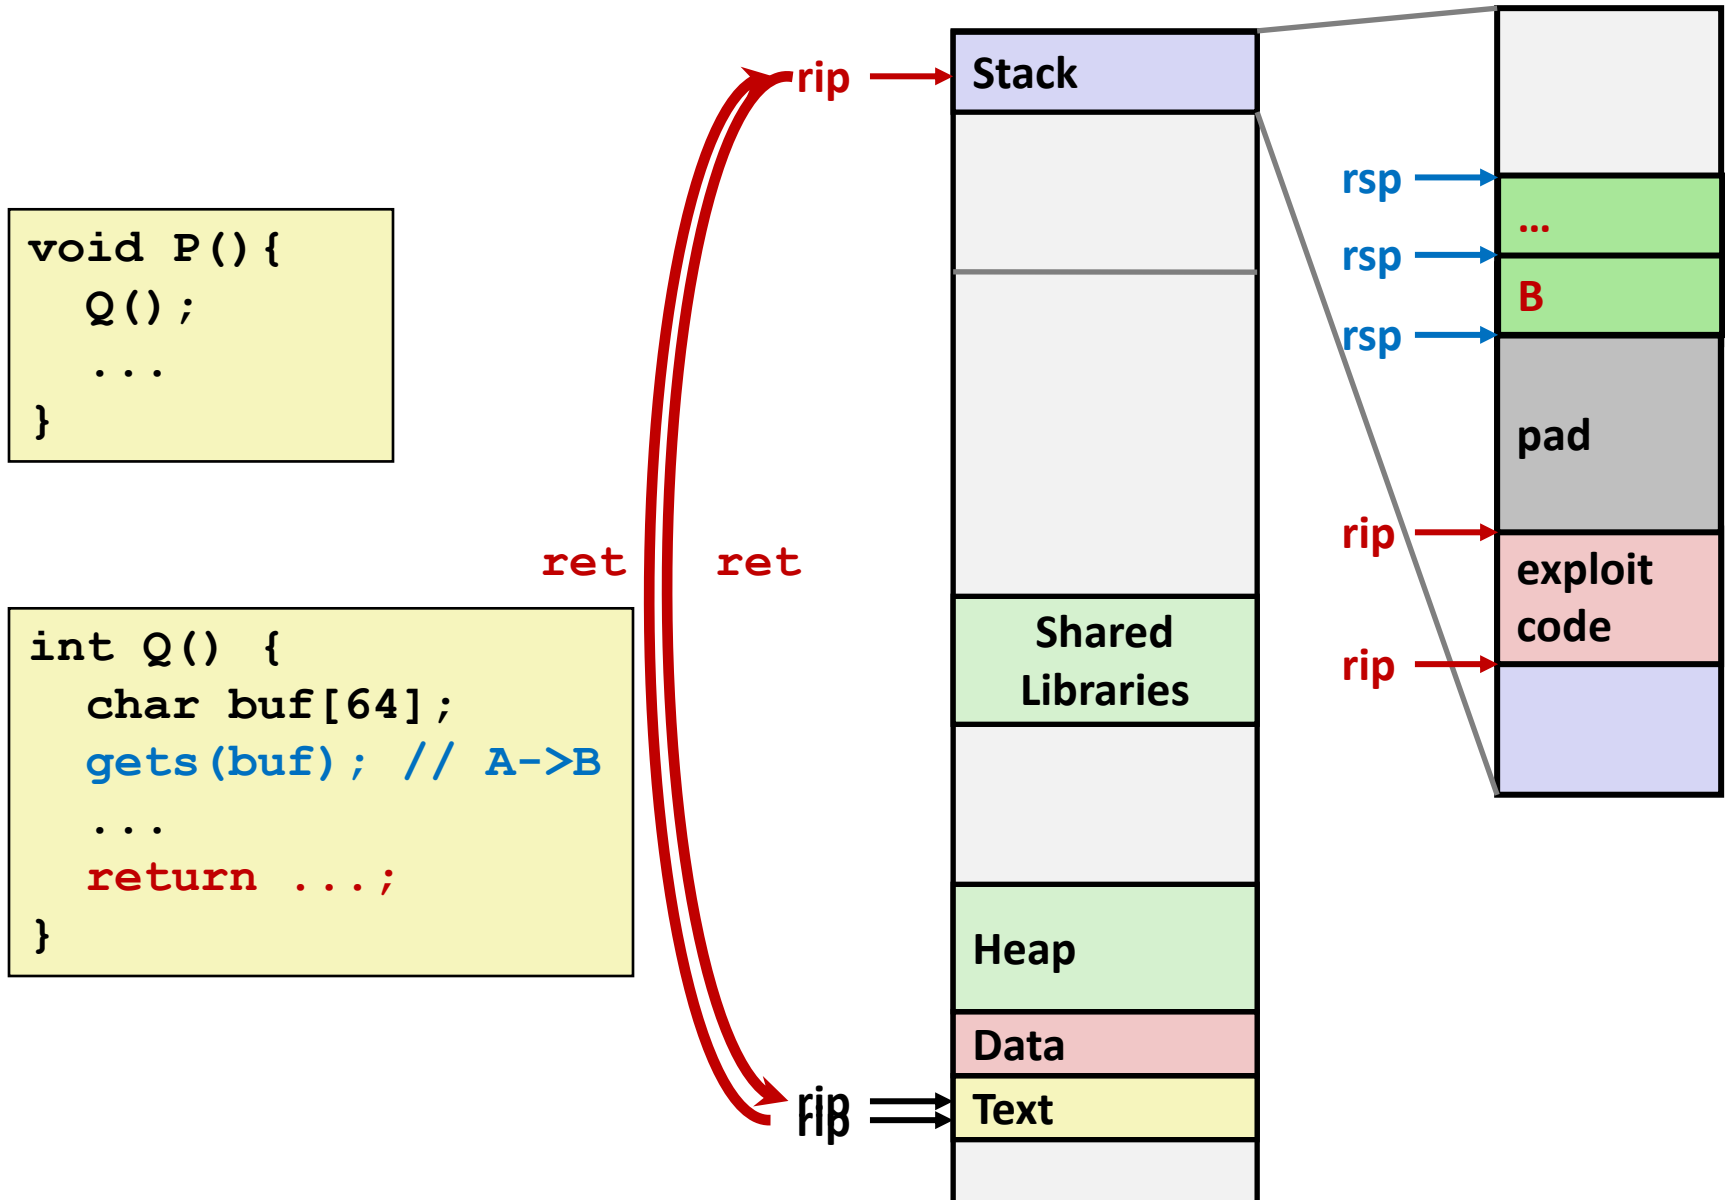 void P(){
Q();
...
}
int Q() {
char buf[64];
gets(buf); // A->B
...
return ...;
}
ret
ret
rip
rip
rip
Stack
Shared
Libraries
Heap
Data
Text
rsp
rsp
rsp
rip
rip
...
B
pad
exploit
code